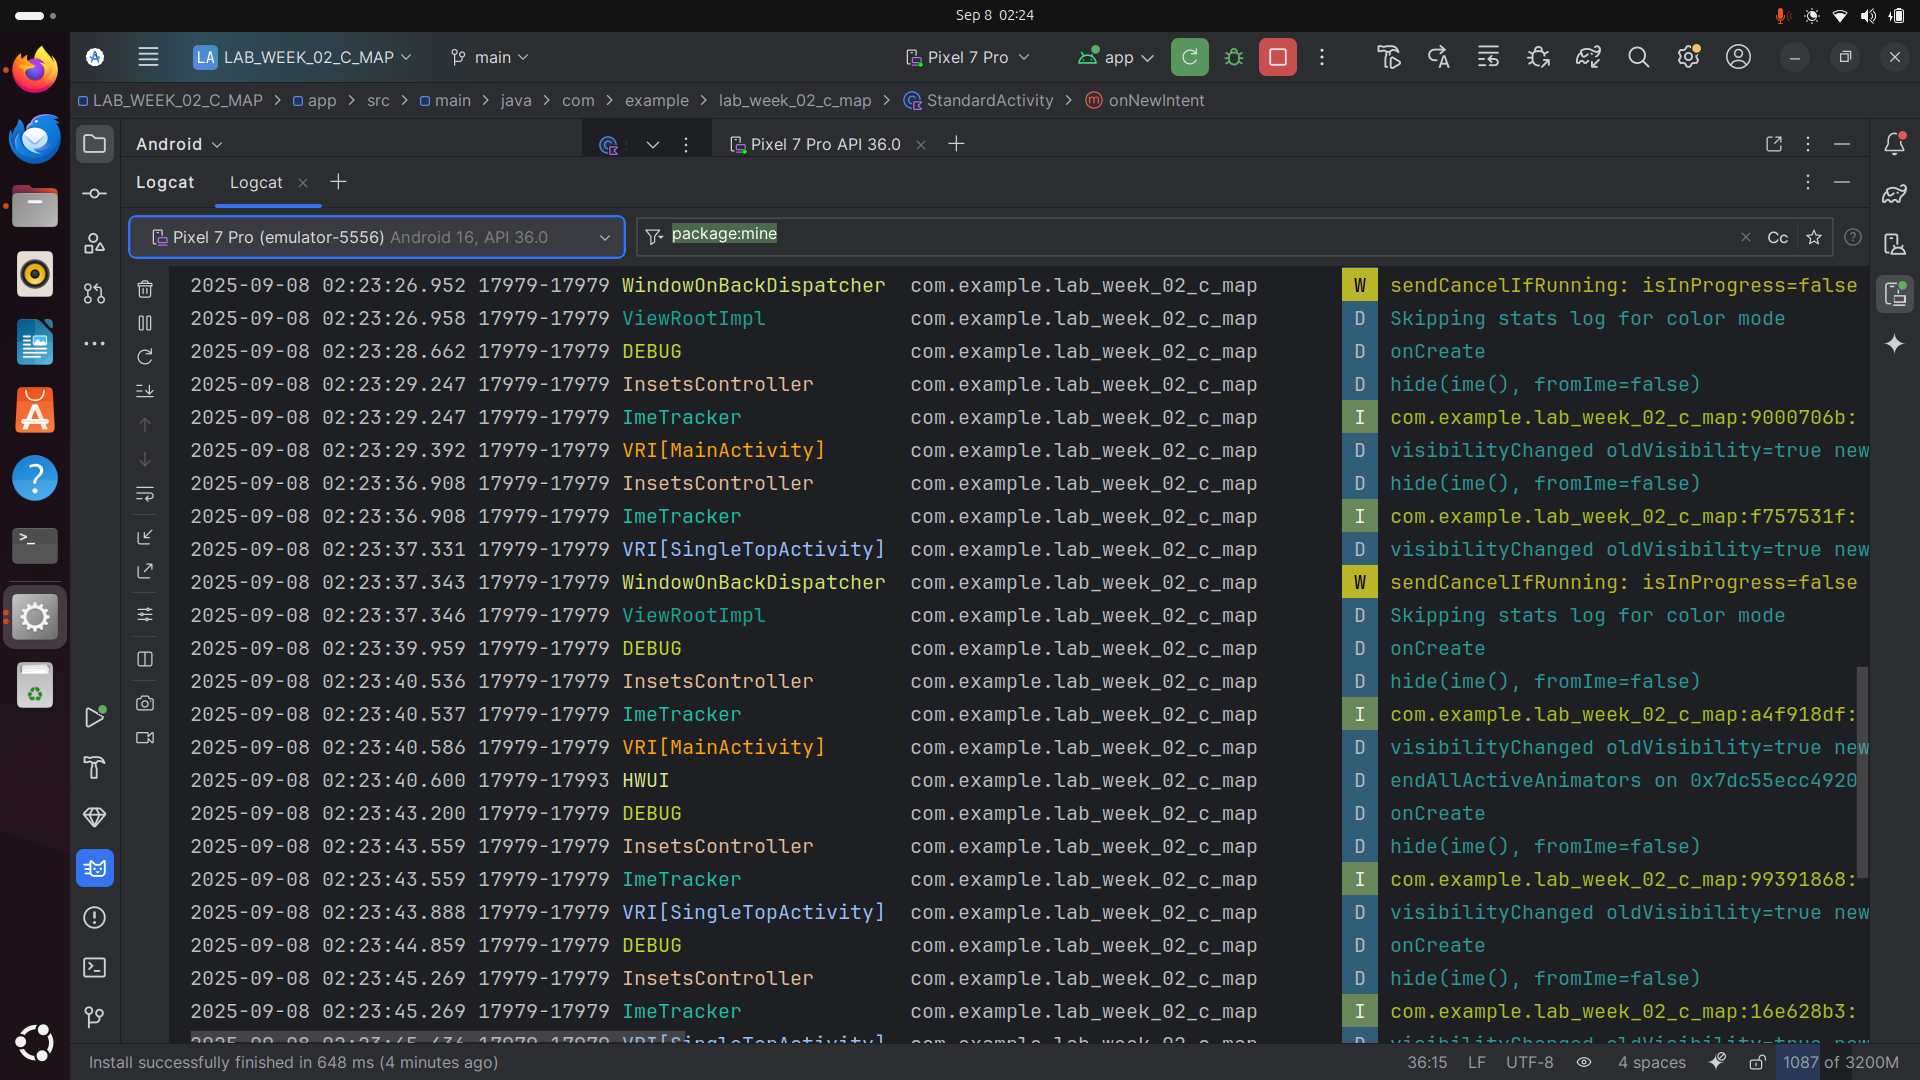 Sep 8 02:24
LA LAB_WEEK_02_C_MAP main Pixel 7 Pro app
LAB_WEEK_02_C_MAP app src main java com example lab_week_02_c_map StandardActivity onNewIntent
Android Pixel 7 Pro API 36.0
Logcat Logcat
Pixel 7 Pro (emulator-5556) Android 16, API 36.0 package:mine Cc
2025-09-08 02:23:26.952 17979-17979 WindowOnBackDispatcher com.example.lab_week_02_c_map W sendCancelIfRunning: isInProgress=false
2025-09-08 02:23:26.958 17979-17979 ViewRootImpl com.example.lab_week_02_c_map D Skipping stats log for color mode
2025-09-08 02:23:28.662 17979-17979 DEBUG com.example.lab_week_02_c_map D onCreate
2025-09-08 02:23:29.247 17979-17979 InsetsController com.example.lab_week_02_c_map D hide(ime(), fromIme=false)
2025-09-08 02:23:29.247 17979-17979 ImeTracker com.example.lab_week_02_c_map I com.example.lab_week_02_c_map:9000706b:
2025-09-08 02:23:29.392 17979-17979 VRI[MainActivity] com.example.lab_week_02_c_map D visibilityChanged oldVisibility=true new
2025-09-08 02:23:36.908 17979-17979 InsetsController com.example.lab_week_02_c_map D hide(ime(), fromIme=false)
2025-09-08 02:23:36.908 17979-17979 ImeTracker com.example.lab_week_02_c_map I com.example.lab_week_02_c_map:f757531f:
2025-09-08 02:23:37.331 17979-17979 VRI[SingleTopActivity] com.example.lab_week_02_c_map D visibilityChanged oldVisibility=true new
2025-09-08 02:23:37.343 17979-17979 WindowOnBackDispatcher com.example.lab_week_02_c_map W sendCancelIfRunning: isInProgress=false
2025-09-08 02:23:37.346 17979-17979 ViewRootImpl com.example.lab_week_02_c_map D Skipping stats log for color mode
2025-09-08 02:23:39.959 17979-17979 DEBUG com.example.lab_week_02_c_map D onCreate
2025-09-08 02:23:40.536 17979-17979 InsetsController com.example.lab_week_02_c_map D hide(ime(), fromIme=false)
2025-09-08 02:23:40.537 17979-17979 ImeTracker com.example.lab_week_02_c_map I com.example.lab_week_02_c_map:a4f918df:
2025-09-08 02:23:40.586 17979-17979 VRI[MainActivity] com.example.lab_week_02_c_map D visibilityChanged oldVisibility=true new
2025-09-08 02:23:40.600 17979-17993 HWUI com.example.lab_week_02_c_map D endAllActiveAnimators on 0x7dc55ecc4920
2025-09-08 02:23:43.200 17979-17979 DEBUG com.example.lab_week_02_c_map D onCreate
2025-09-08 02:23:43.559 17979-17979 InsetsController com.example.lab_week_02_c_map D hide(ime(), fromIme=false)
2025-09-08 02:23:43.559 17979-17979 ImeTracker com.example.lab_week_02_c_map I com.example.lab_week_02_c_map:99391868:
2025-09-08 02:23:43.888 17979-17979 VRI[SingleTopActivity] com.example.lab_week_02_c_map D visibilityChanged oldVisibility=true new
2025-09-08 02:23:44.859 17979-17979 DEBUG com.example.lab_week_02_c_map D onCreate
2025-09-08 02:23:45.269 17979-17979 InsetsController com.example.lab_week_02_c_map D hide(ime(), fromIme=false)
2025-09-08 02:23:45.269 17979-17979 ImeTracker com.example.lab_week_02_c_map I com.example.lab_week_02_c_map:16e628b3:
2025-09-08 02:23:45.636 17979-17979 VRI[SingleTopActivity] com.example.lab_week_02_c_map D visibilityChanged oldVisibility=true new
Install successfully finished in 648 ms (4 minutes ago) 36:15 LF UTF-8 4 spaces 1087 of 3200M